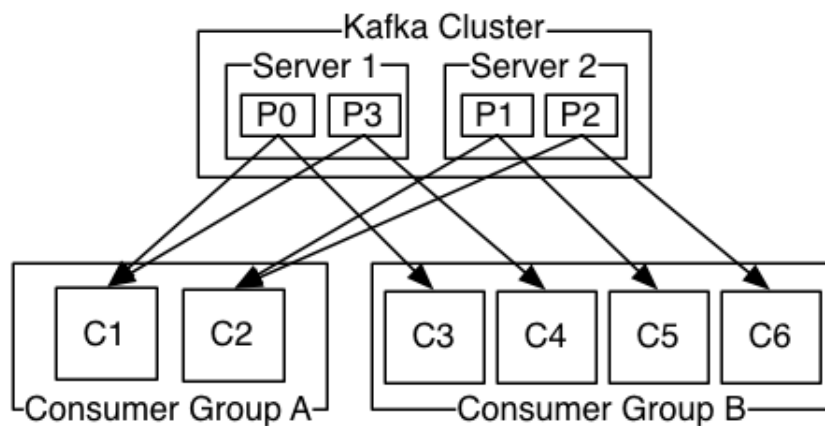 Kafka Cluster
Server 1
Server 2
P0
P3
P1
P2
C1
C2
C3
C4
C5
C6
Consumer Group A
Consumer Group B